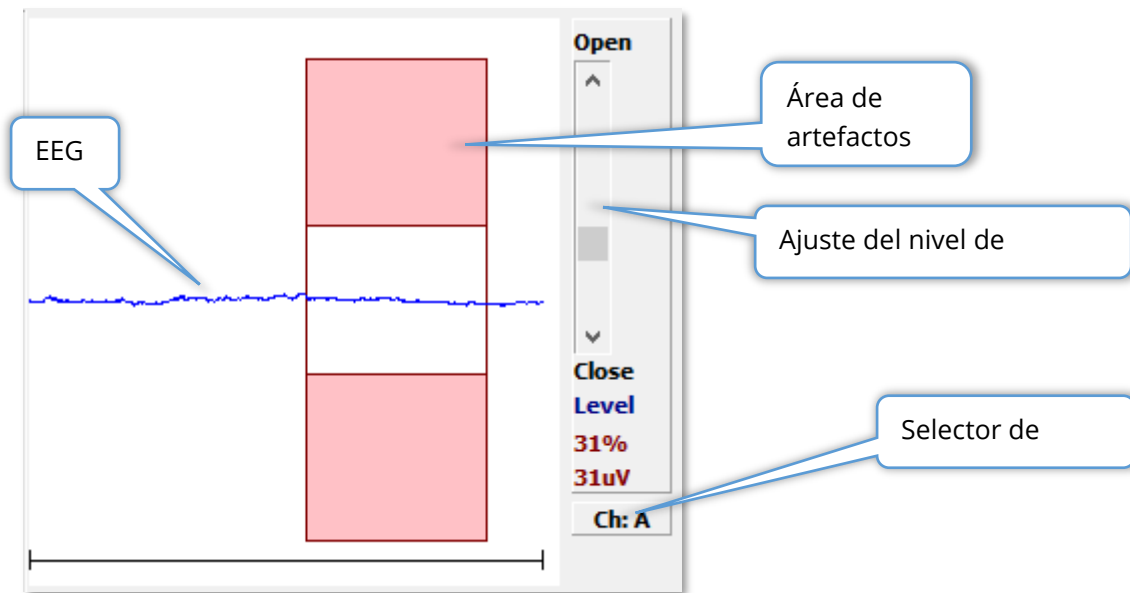 Open
Área de
artefactos
EEG
Ajuste del nivel de
Close
Level
31%
31uV
Selector de
Ch: A